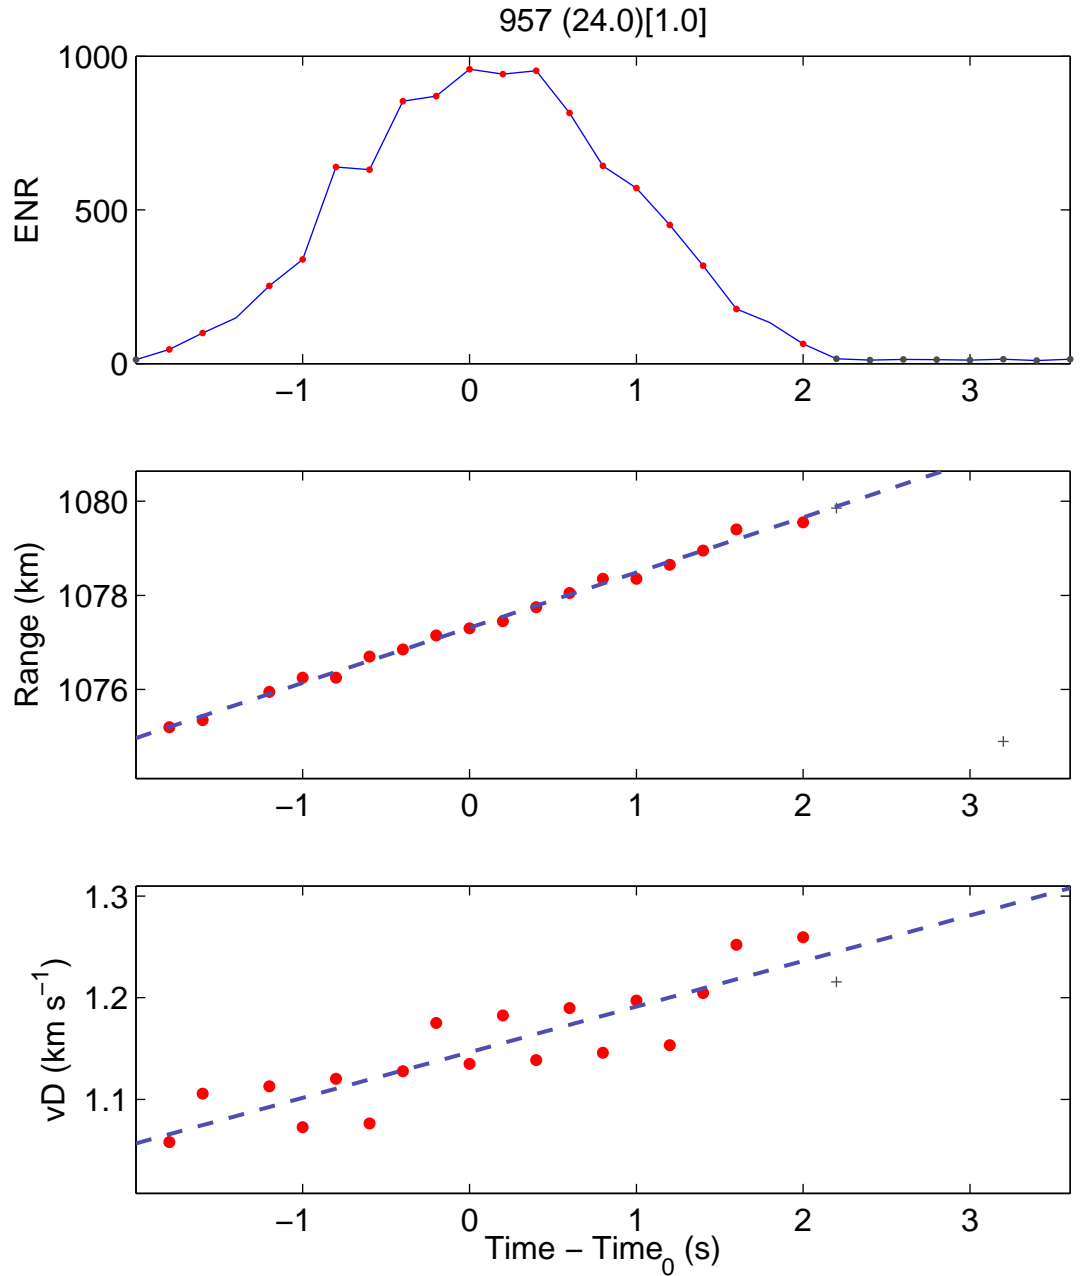 957 (24.0)[1.0]
1000
500
0
ENR
−1 0 1 2 3
1080
1078
1076
Range (km)
−1 0 1 2 3
1.3
1.2
1.1
vD (km s⁻¹)
−1 0 1 2 3
Time − Time₀ (s)